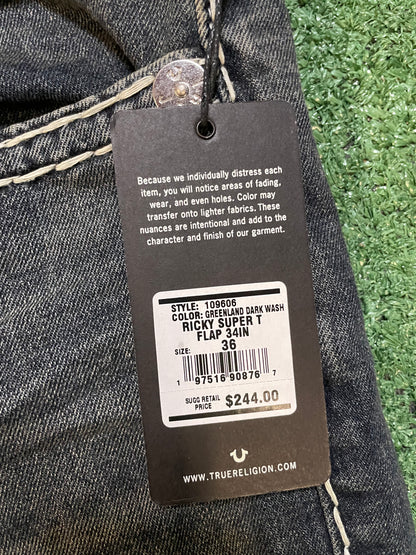 Because we individually distress each
item, you will notice areas of fading,
wear, and even holes. Color may
transfer onto lighter fabrics. These
nuances are intentional and add to the
character and finish of our garment.
STYLE: 109606
COLOR: GREENLAND DARK WASH
RICKY SUPER T
FLAP 34IN
SIZE: 36
1 97516 90876 7
SUGG RETAIL
PRICE $244.00
WWW.TRUERELIGION.COM